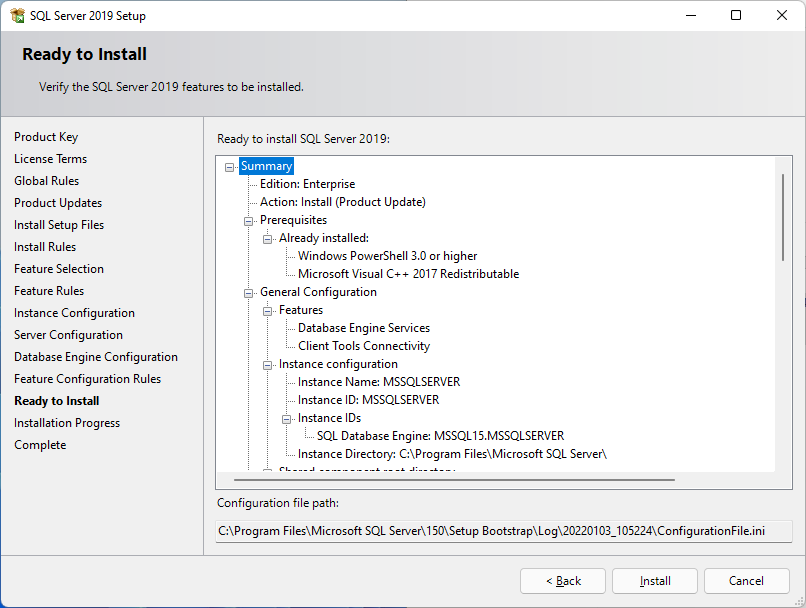 SQL Server 2019 Setup
Ready to Install
Verify the SQL Server 2019 features to be installed.
Product Key
License Terms
Global Rules
Product Updates
Install Setup Files
Install Rules
Feature Selection
Feature Rules
Instance Configuration
Server Configuration
Database Engine Configuration
Feature Configuration Rules
Ready to Install
Installation Progress
Complete
Ready to install SQL Server 2019:
Summary
Edition: Enterprise
Action: Install (Product Update)
Prerequisites
Already installed:
Windows PowerShell 3.0 or higher
Microsoft Visual C++ 2017 Redistributable
General Configuration
Features
Database Engine Services
Client Tools Connectivity
Instance configuration
Instance Name: MSSQLSERVER
Instance ID: MSSQLSERVER
Instance IDs
SQL Database Engine: MSSQL15.MSSQLSERVER
Instance Directory: C:\Program Files\Microsoft SQL Server\
Shared component root directory
Configuration file path:
C:\Program Files\Microsoft SQL Server\150\Setup Bootstrap\Log\20220103_105224\ConfigurationFile.ini
< Back
Install
Cancel